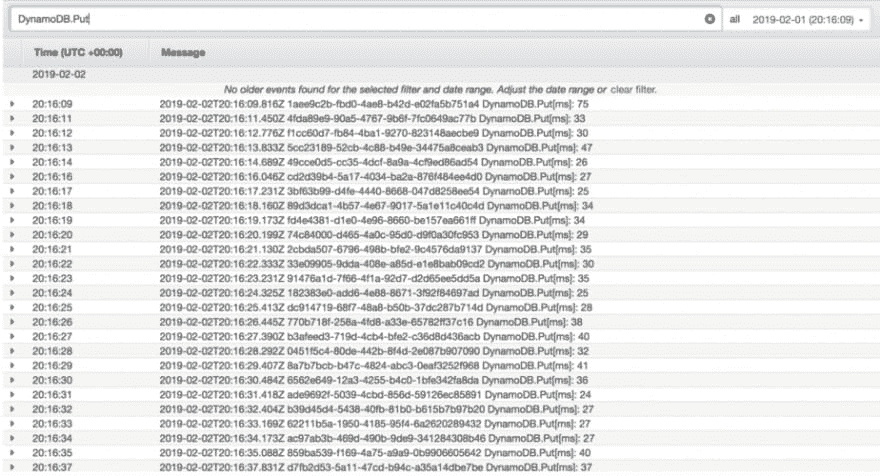 DynamoDB.Put
all 2019-02-01 (20:16:09)
Time (UTC +00:00) Message
2019-02-02
No older events found for the selected filter and date range. Adjust the date range or clear filter.
20:16:09 2019-02-02T20:16:09.816Z 1aee9c2b-fbd0-4ae8-b42d-e02fa5b751a4 DynamoDB.Put[ms]: 75
20:16:11 2019-02-02T20:16:11.450Z 4fda89e9-90a5-4767-9b6f-7fc0649ac77b DynamoDB.Put[ms]: 33
20:16:12 2019-02-02T20:16:12.776Z f1cc60d7-fb84-4ba1-9270-823148aecbe9 DynamoDB.Put[ms]: 30
20:16:13 2019-02-02T20:16:13.833Z 5cc23189-52cb-4c88-b49e-34475a8ceab3 DynamoDB.Put[ms]: 47
20:16:14 2019-02-02T20:16:14.689Z 49cce0d5-cc35-4dcf-8a9a-4cf9ed86ad54 DynamoDB.Put[ms]: 26
20:16:16 2019-02-02T20:16:16.046Z cd2d39b4-5a17-4034-ba2a-876f484ee4d0 DynamoDB.Put[ms]: 27
20:16:17 2019-02-02T20:16:17.231Z 3bf63b99-d4fe-4440-8668-047d8258ee54 DynamoDB.Put[ms]: 25
20:16:18 2019-02-02T20:16:18.160Z 89d3dca1-4b57-4e67-9017-5a1e11c40c4d DynamoDB.Put[ms]: 34
20:16:19 2019-02-02T20:16:19.173Z fd4e4381-d1e0-4e96-8660-be157ea661ff DynamoDB.Put[ms]: 34
20:16:20 2019-02-02T20:16:20.199Z 74c84000-d465-4a0c-95d0-d9f0a30fc953 DynamoDB.Put[ms]: 29
20:16:21 2019-02-02T20:16:21.130Z 2cbda507-6796-498b-bfe2-9c4576da9137 DynamoDB.Put[ms]: 35
20:16:22 2019-02-02T20:16:22.333Z 33e09905-9dda-408e-a85d-e1e8bab09cd2 DynamoDB.Put[ms]: 30
20:16:23 2019-02-02T20:16:23.231Z 91476a1d-7f66-4f1a-92d7-d2d65ee5dd5a DynamoDB.Put[ms]: 35
20:16:24 2019-02-02T20:16:24.325Z 182383e0-add6-4e88-8671-3f92f84697ad DynamoDB.Put[ms]: 25
20:16:25 2019-02-02T20:16:25.413Z dc914719-68f7-48a8-b50b-37dc287b714d DynamoDB.Put[ms]: 28
20:16:26 2019-02-02T20:16:26.445Z 770b718f-258a-4fd8-a33e-65782ff37c16 DynamoDB.Put[ms]: 38
20:16:27 2019-02-02T20:16:27.390Z b3afeed3-719d-4cb4-bfe2-c36d8d436acb DynamoDB.Put[ms]: 40
20:16:28 2019-02-02T20:16:28.292Z 0451f5c4-80de-442b-8f4d-2e087b907090 DynamoDB.Put[ms]: 32
20:16:29 2019-02-02T20:16:29.407Z 8a7b7bcb-b47c-4824-abc3-0eaf3252f968 DynamoDB.Put[ms]: 41
20:16:30 2019-02-02T20:16:30.484Z 6562e649-12a3-4255-b4c0-1bfe342fa8da DynamoDB.Put[ms]: 36
20:16:31 2019-02-02T20:16:31.418Z ade9692f-5039-4cbd-856d-59126ec85891 DynamoDB.Put[ms]: 24
20:16:32 2019-02-02T20:16:32.404Z b39d45d4-5438-40fb-81b0-b615b7b97b20 DynamoDB.Put[ms]: 27
20:16:33 2019-02-02T20:16:33.169Z 62211b5a-1950-4185-95f4-6a2620289432 DynamoDB.Put[ms]: 27
20:16:34 2019-02-02T20:16:34.173Z ac97ab3b-469d-490b-9de9-341284308b46 DynamoDB.Put[ms]: 27
20:16:35 2019-02-02T20:16:35.088Z 859ba539-f169-4a75-a9a9-0b9906605642 DynamoDB.Put[ms]: 40
20:16:37 2019-02-02T20:16:37.831Z d7fb2d53-5a11-47cd-b94c-a35a14dbe7be DynamoDB.Put[ms]: 37